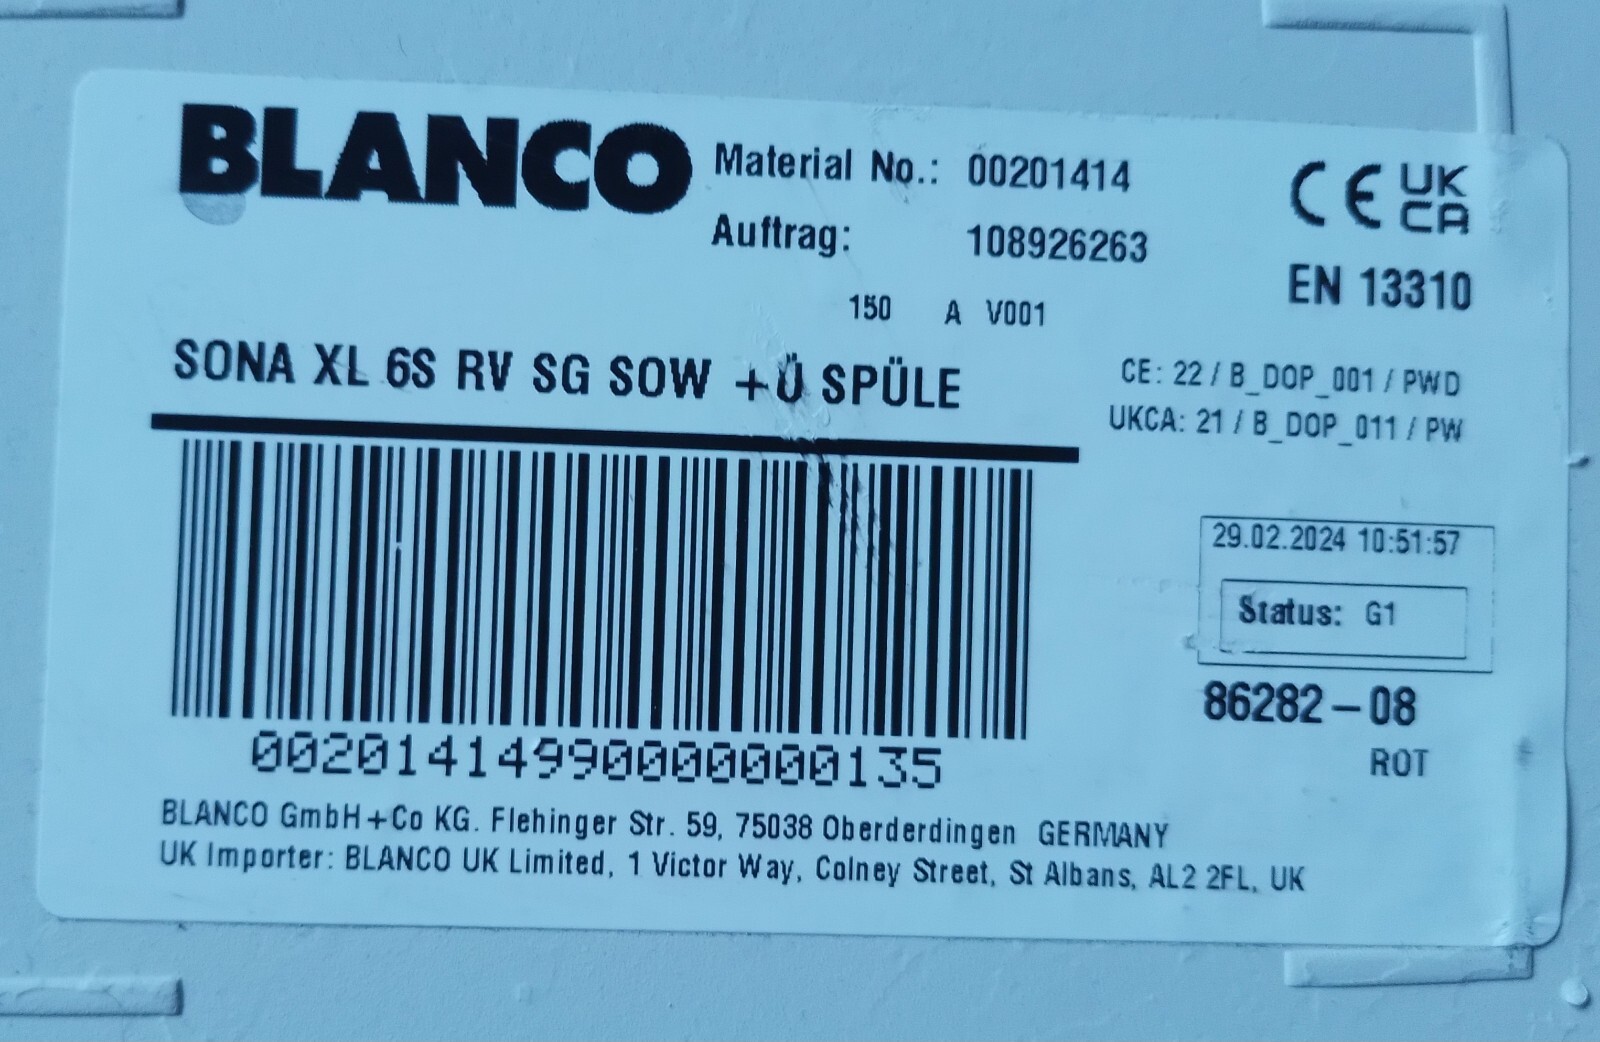 BLANCO
Material No.: 00201414
Auftrag: 108926263
150 A V001
CE UK CA
EN 13310
SONA XL 6S RV SG SOW +Ü SPÜLE
CE: 22 / B_DOP_001 / PWD
UKCA: 21 / B_DOP_011 / PW
29.02.2024 10:51:57
Status: G1
86282-08
ROT
00201414990000000135
BLANCO GmbH+Co KG. Flehinger Str. 59, 75038 Oberderdingen GERMANY
UK Importer: BLANCO UK Limited, 1 Victor Way, Colney Street, St Albans, AL2 2FL, UK